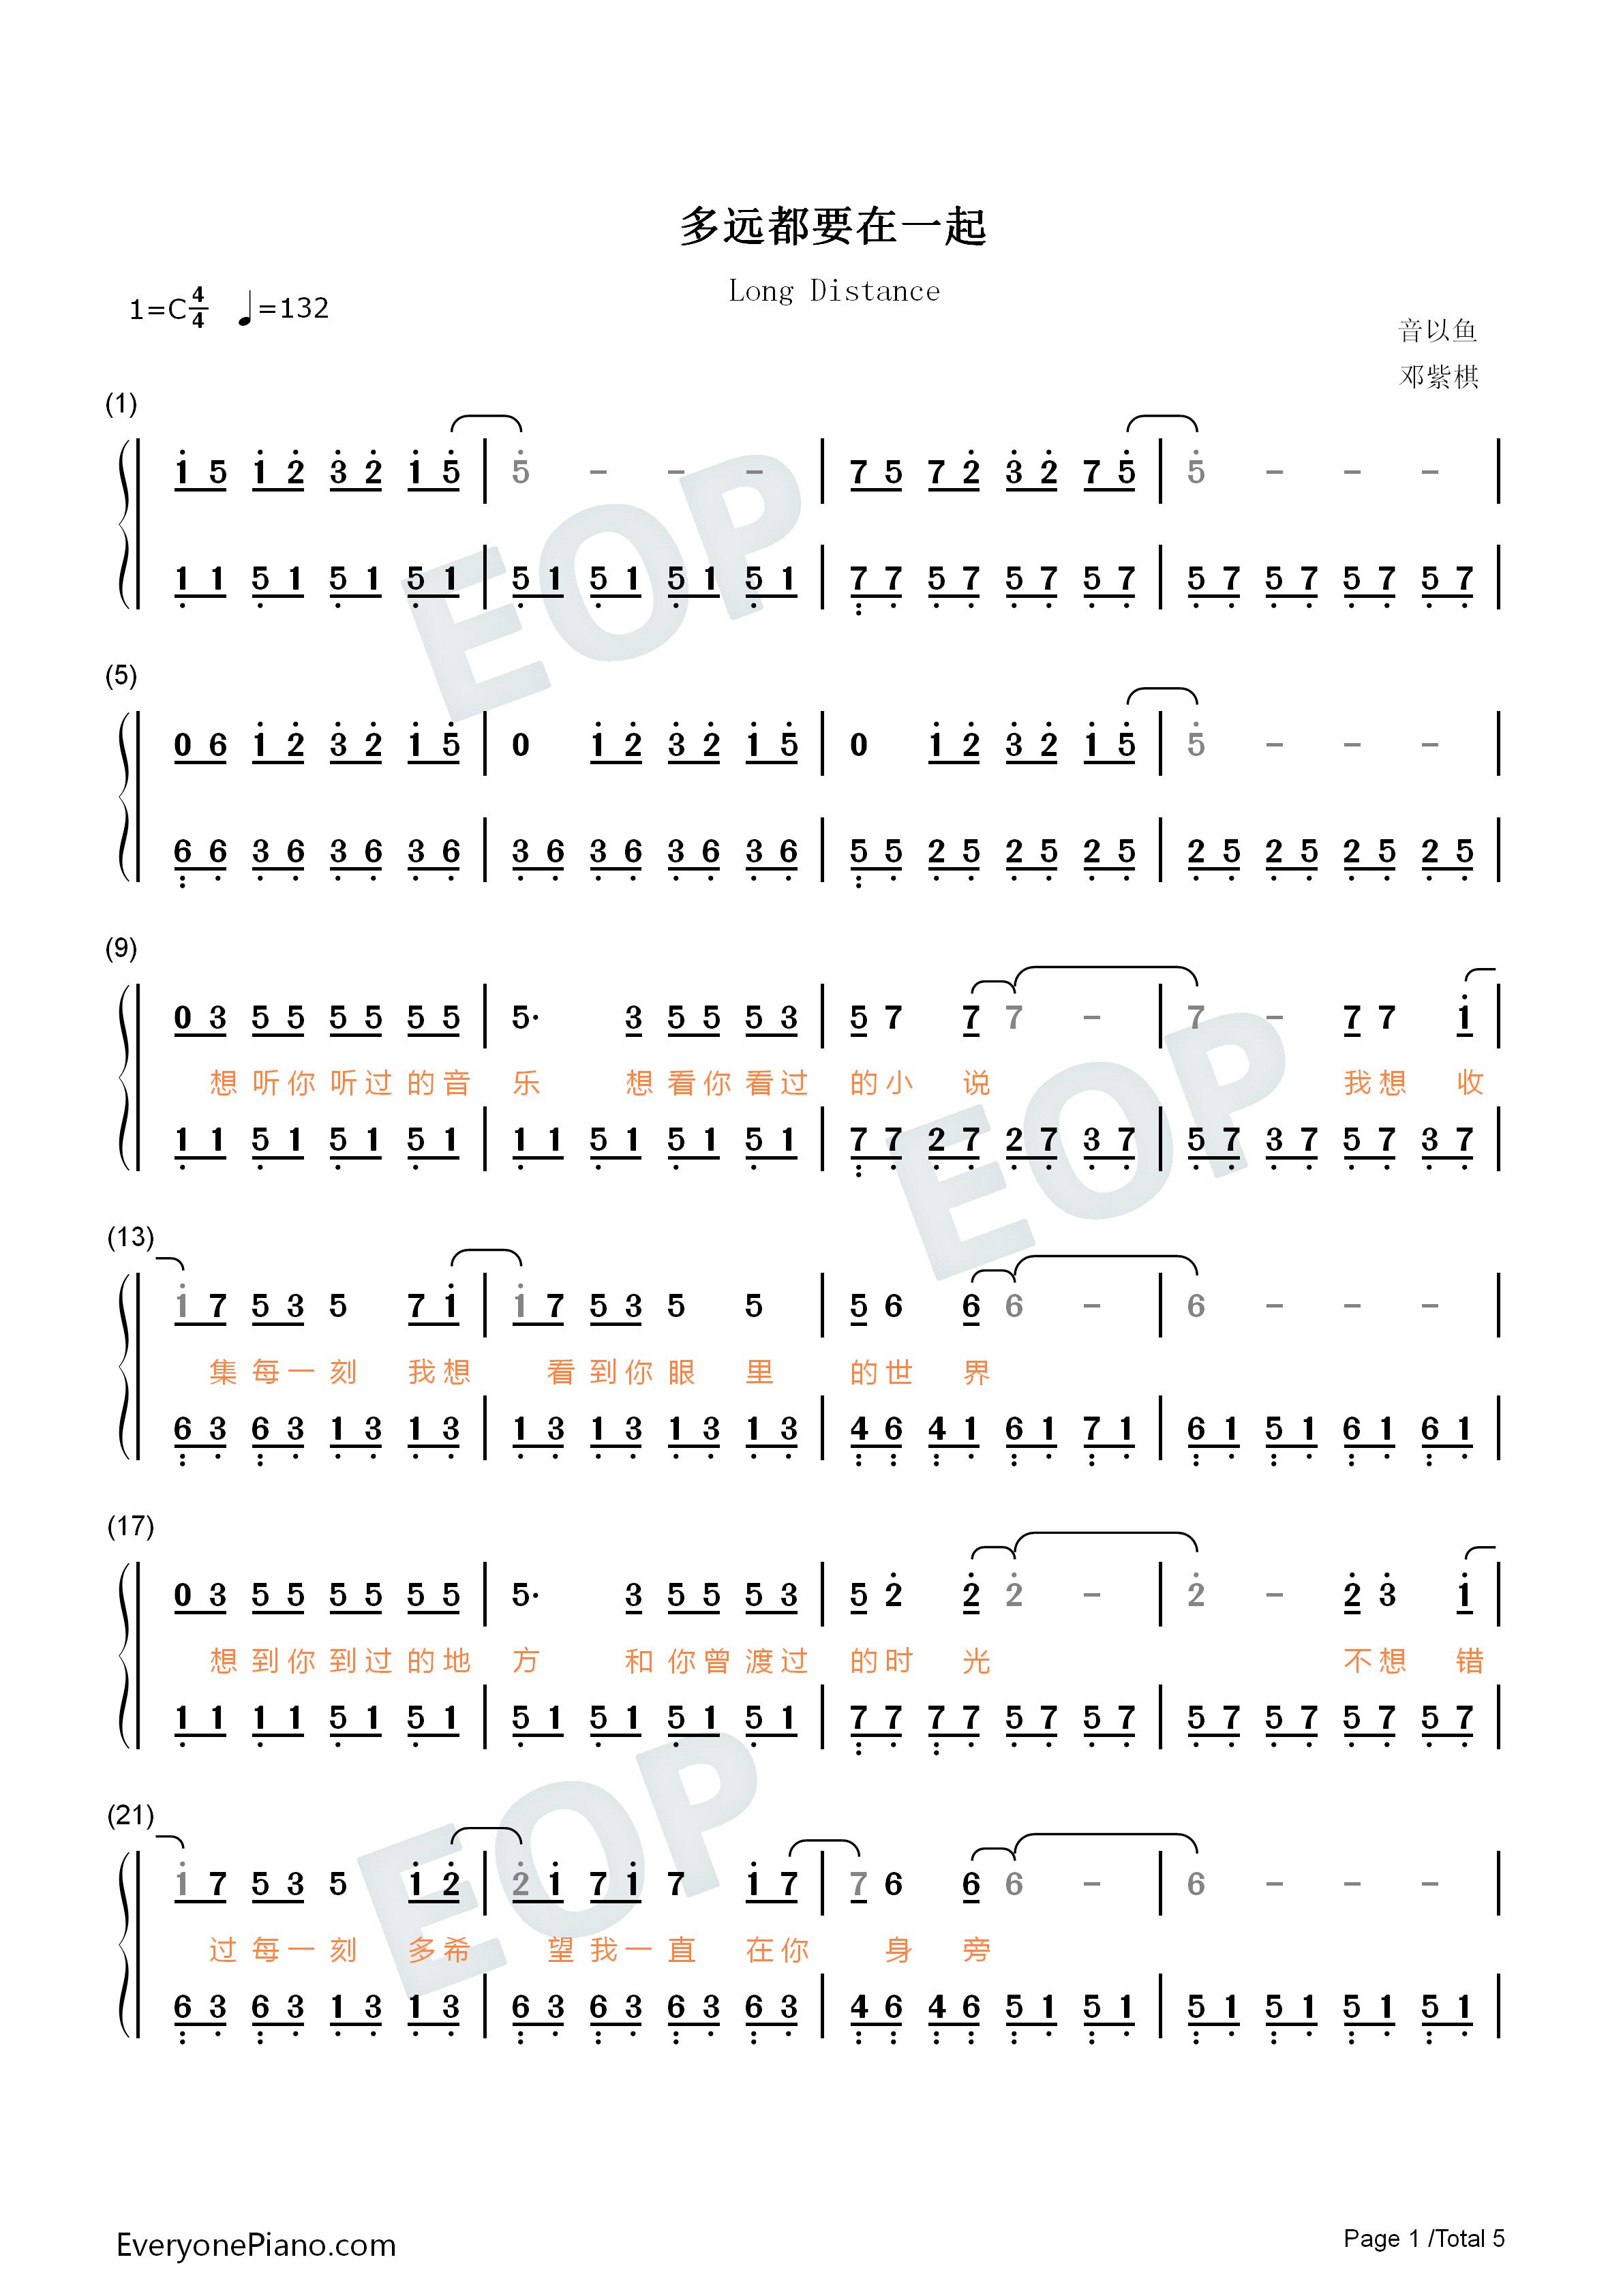 多远都要在一起
Long Distance
1=C 4/4 ♩=132
音以鱼
邓紫棋
(1)
1̇ 5 1̇ 2̇ 3̇ 2̇ 1̇ 5̇ | 5̇ – – – | 7 5 7 2̇ 3̇ 2̇ 7 5̇ | 5̇ – – – |
1̣ 1 5̣ 1 5̣ 1 5̣ 1 | 5̣ 1 5̣ 1 5̣ 1 5̣ 1 | 7̣̣ 7̣ 5̣ 7̣ 5̣ 7̣ 5̣ 7̣ | 5̣ 7̣ 5̣ 7̣ 5̣ 7̣ 5̣ 7̣ |
(5)
0 6 1̇ 2̇ 3̇ 2̇ 1̇ 5̇ | 0 1̇ 2̇ 3̇ 2̇ 1̇ 5̇ | 0 1̇ 2̇ 3̇ 2̇ 1̇ 5̇ | 5̇ – – – |
6̣̣ 6̣ 3̣ 6̣ 3̣ 6̣ 3̣ 6̣ | 3̣ 6̣ 3̣ 6̣ 3̣ 6̣ 3̣ 6̣ | 5̣̣ 5̣ 2̣ 5̣ 2̣ 5̣ 2̣ 5̣ | 2̣ 5̣ 2̣ 5̣ 2̣ 5̣ 2̣ 5̣ |
(9)
0 3 5 5 5 5 5 5 | 5· 3 5 5 5 3 | 5 7 7 7 – | 7 – 7 7 1̇ |
想 听 你 听 过 的 音 乐 想 看 你 看 过 的 小 说 我 想 收
1̣ 1 5̣ 1 5̣ 1 5̣ 1 | 1̣ 1 5̣ 1 5̣ 1 5̣ 1 | 7̣̣ 7̣ 2̣ 7̣ 2̣ 7̣ 3̣ 7̣ | 5̣ 7̣ 3̣ 7̣ 5̣ 7̣ 3̣ 7̣ |
(13)
1̇ 7 5 3 5 7 1̇ | 1̇ 7 5 3 5 5 | 5 6 6 6 – | 6 – – – |
集 每 一 刻 我 想 看 到 你 眼 里 的 世 界
6̣̣ 3̣ 6̣̣ 3̣ 1̣ 3̣ 1̣ 3̣ | 1̣ 3̣ 1̣ 3̣ 1̣ 3̣ 1̣ 3̣ | 4̣̣ 6̣̣ 4̣̣ 1̣ 6̣̣ 1̣ 7̣̣ 1̣ | 6̣̣ 1̣ 5̣̣ 1̣ 6̣̣ 1̣ 6̣̣ 1̣ |
(17)
0 3 5 5 5 5 5 5 | 5· 3 5 5 5 3 | 5 2̇ 2̇ 2̇ – | 2̇ – 2̇ 3̇ 1̇ |
想 到 你 到 过 的 地 方 和 你 曾 渡 过 的 时 光 不 想 错
1̣ 1 1̣ 1 5̣ 1 5̣ 1 | 5̣ 1 5̣ 1 5̣ 1 5̣ 1 | 7̣̣ 7̣ 7̣̣ 7̣ 5̣ 7̣ 5̣ 7̣ | 5̣ 7̣ 5̣ 7̣ 5̣ 7̣ 5̣ 7̣ |
(21)
1̇ 7 5 3 5 1̇ 2̇ | 2̇ 1̇ 7 1̇ 7 1̇ 7 | 7 6 6 6 – | 6 – – – |
过 每 一 刻 多 希 望 我 一 直 在 你 身 旁
6̣̣ 3̣ 6̣̣ 3̣ 1̣ 3̣ 1̣ 3̣ | 6̣̣ 3̣ 6̣̣ 3̣ 6̣̣ 3̣ 6̣̣ 3̣ | 4̣̣ 6̣̣ 4̣̣ 6̣̣ 5̣̣ 1̣ 5̣̣ 1̣ | 5̣̣ 1̣ 5̣̣ 1̣ 5̣̣ 1̣ 5̣̣ 1̣ |
EOP
EOP
EOP
EveryonePiano.com
Page 1 /Total 5